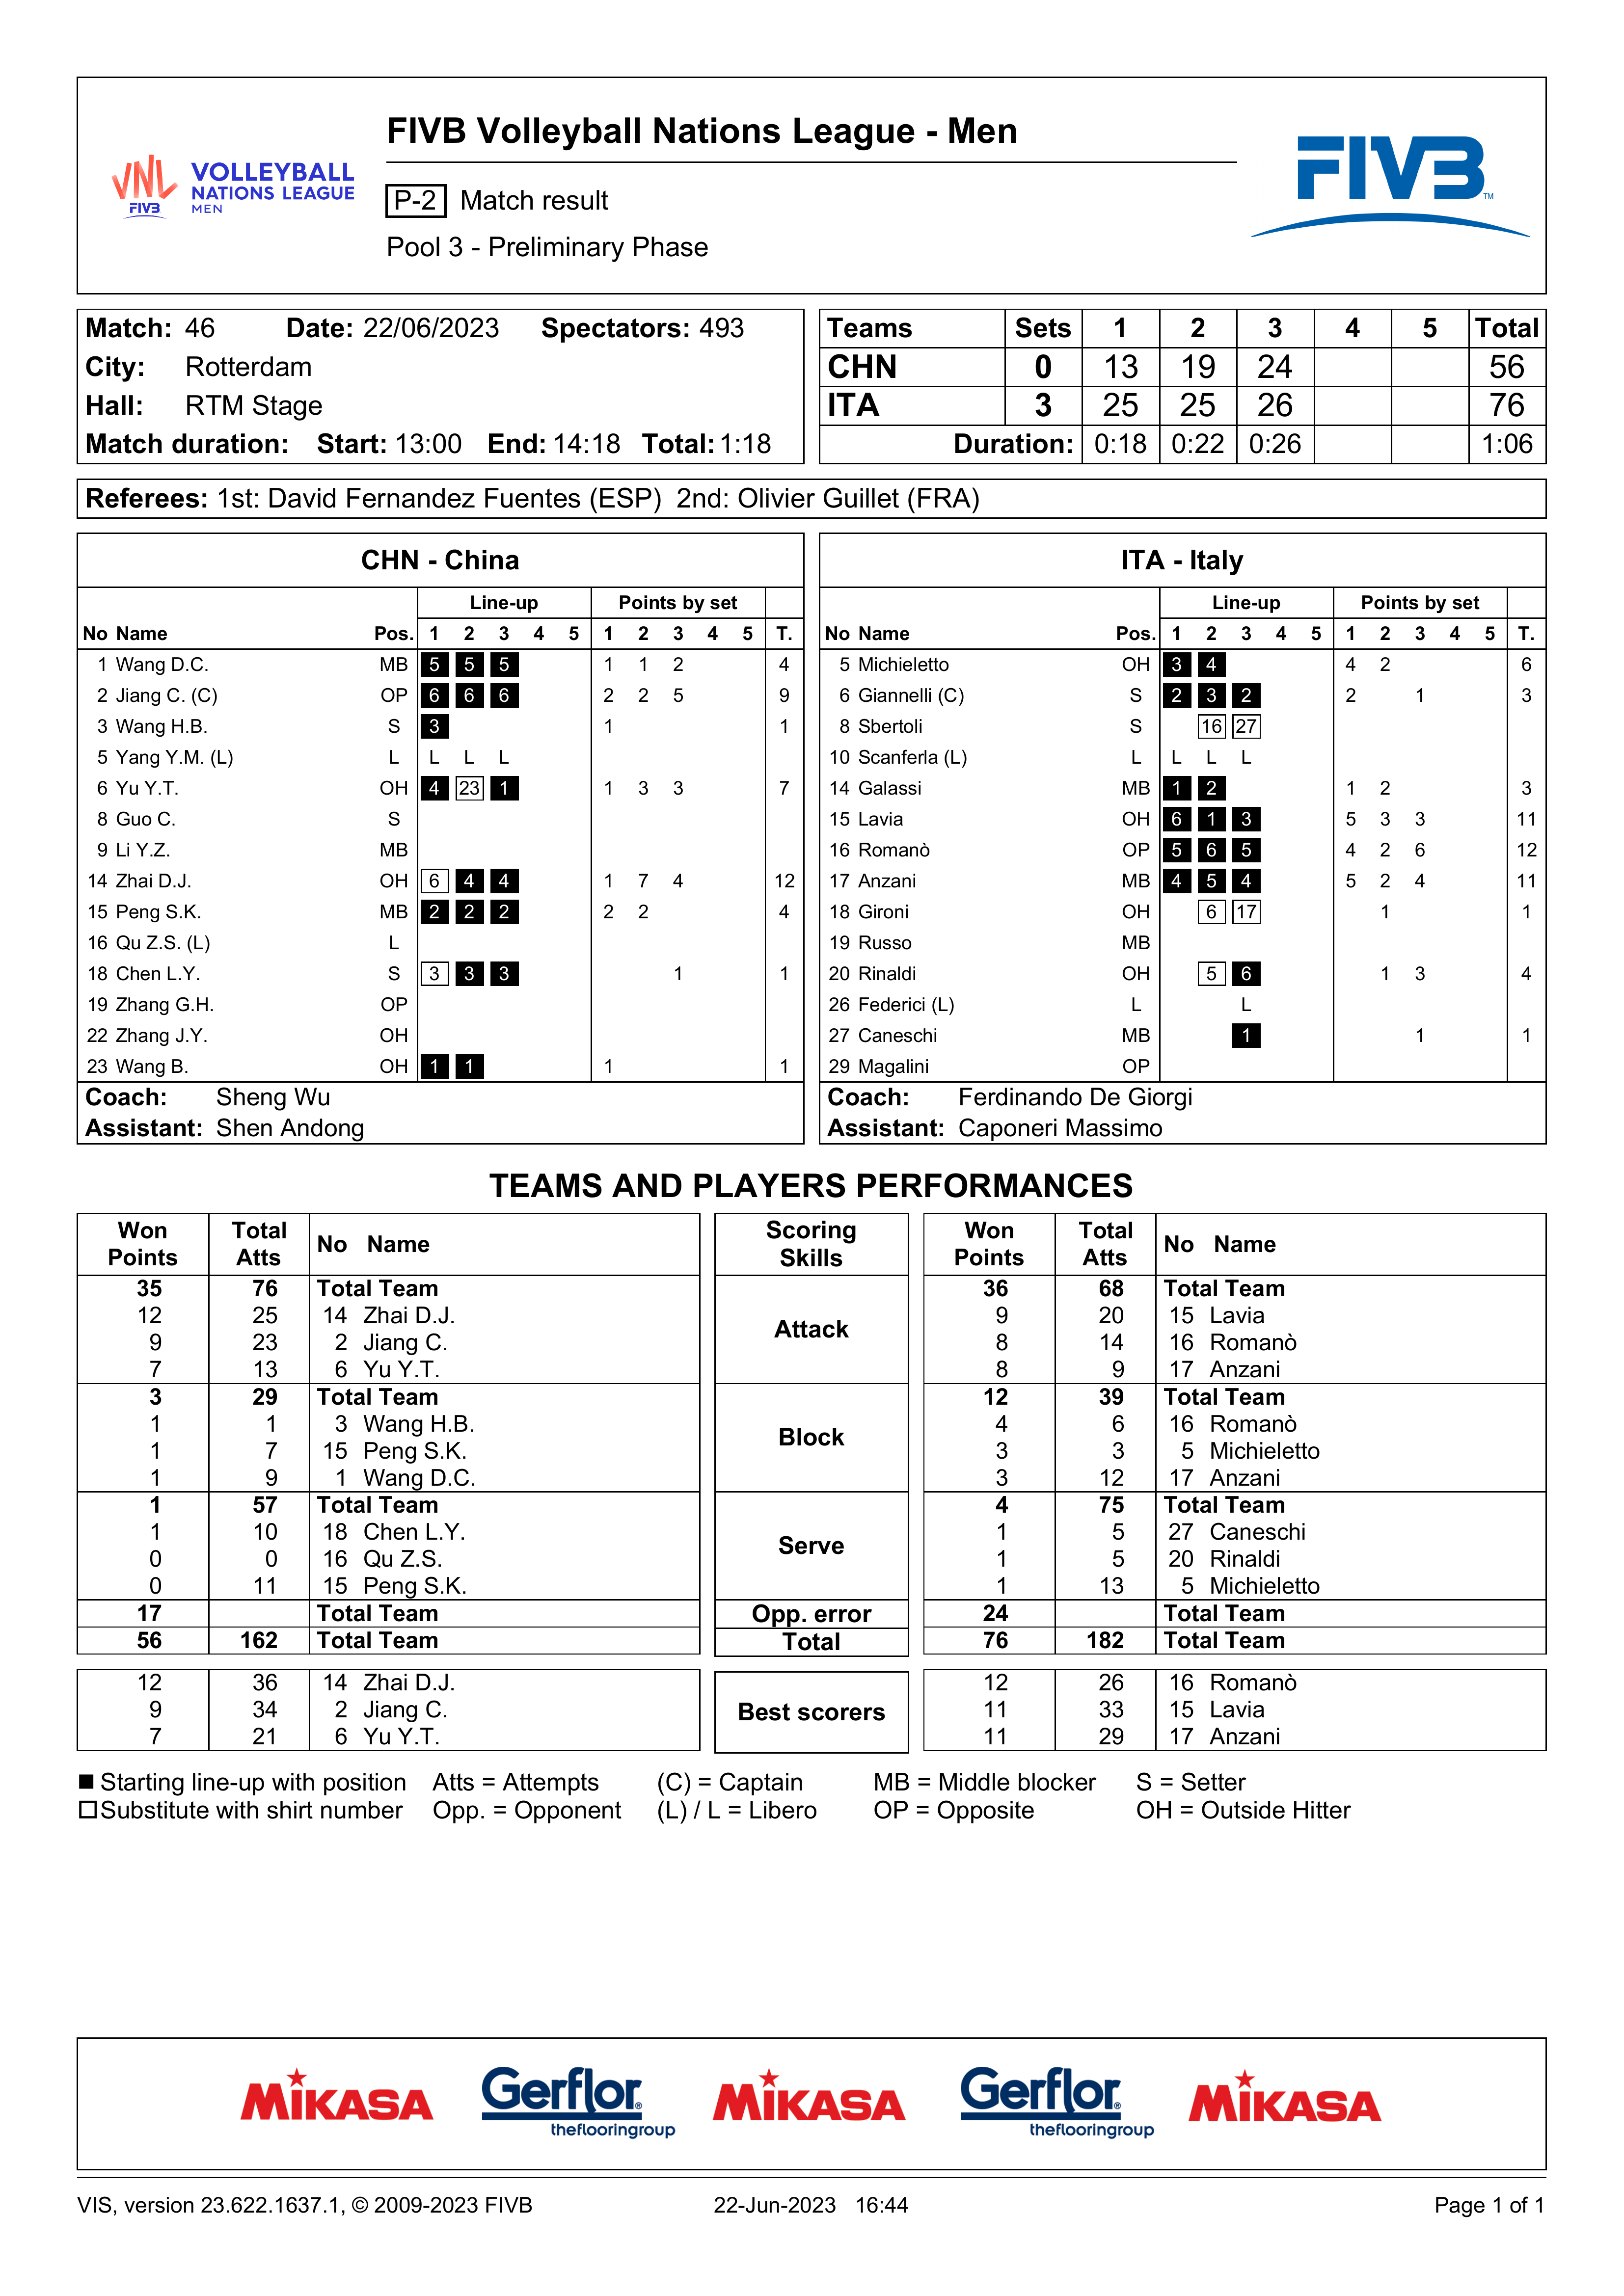 FIVB Volleyball Nations League - Men
VNL FIVB VOLLEYBALL NATIONS LEAGUE MEN
P-2 Match result
Pool 3 - Preliminary Phase
FIVB TM
Match: 46 Date: 22/06/2023 Spectators: 493
City: Rotterdam
Hall: RTM Stage
Match duration: Start: 13:00 End: 14:18 Total: 1:18
Teams Sets 1 2 3 4 5 Total
CHN 0 13 19 24 56
ITA 3 25 25 26 76
Duration: 0:18 0:22 0:26 1:06
Referees: 1st: David Fernandez Fuentes (ESP) 2nd: Olivier Guillet (FRA)
CHN - China
Line-up Points by set
No Name Pos. 1 2 3 4 5 1 2 3 4 5 T.
1 Wang D.C. MB 5 5 5 1 1 2 4
2 Jiang C. (C) OP 6 6 6 2 2 5 9
3 Wang H.B. S 3 1 1
5 Yang Y.M. (L) L L L L
6 Yu Y.T. OH 4 23 1 1 3 3 7
8 Guo C. S
9 Li Y.Z. MB
14 Zhai D.J. OH 6 4 4 1 7 4 12
15 Peng S.K. MB 2 2 2 2 2 4
16 Qu Z.S. (L) L
18 Chen L.Y. S 3 3 3 1 1
19 Zhang G.H. OP
22 Zhang J.Y. OH
23 Wang B. OH 1 1 1 1
Coach: Sheng Wu
Assistant: Shen Andong
ITA - Italy
Line-up Points by set
No Name Pos. 1 2 3 4 5 1 2 3 4 5 T.
5 Michieletto OH 3 4 4 2 6
6 Giannelli (C) S 2 3 2 2 1 3
8 Sbertoli S 16 27
10 Scanferla (L) L L L L
14 Galassi MB 1 2 1 2 3
15 Lavia OH 6 1 3 5 3 3 11
16 Romanò OP 5 6 5 4 2 6 12
17 Anzani MB 4 5 4 5 2 4 11
18 Gironi OH 6 17 1 1
19 Russo MB
20 Rinaldi OH 5 6 1 3 4
26 Federici (L) L L
27 Caneschi MB 1 1 1
29 Magalini OP
Coach: Ferdinando De Giorgi
Assistant: Caponeri Massimo
TEAMS AND PLAYERS PERFORMANCES
Won Points Total Atts No Name Scoring Skills Won Points Total Atts No Name
35 76 Total Team 36 68 Total Team
12 25 14 Zhai D.J. 9 20 15 Lavia
Attack
9 23 2 Jiang C. 8 14 16 Romanò
7 13 6 Yu Y.T. 8 9 17 Anzani
3 29 Total Team 12 39 Total Team
1 1 3 Wang H.B. 4 6 16 Romanò
Block
1 7 15 Peng S.K. 3 3 5 Michieletto
1 9 1 Wang D.C. 3 12 17 Anzani
1 57 Total Team 4 75 Total Team
1 10 18 Chen L.Y. 1 5 27 Caneschi
Serve
0 0 16 Qu Z.S. 1 5 20 Rinaldi
0 11 15 Peng S.K. 1 13 5 Michieletto
17 Total Team Opp. error 24 Total Team
56 162 Total Team Total 76 182 Total Team
12 36 14 Zhai D.J. 12 26 16 Romanò
9 34 2 Jiang C. Best scorers 11 33 15 Lavia
7 21 6 Yu Y.T. 11 29 17 Anzani
Starting line-up with position Atts = Attempts (C) = Captain MB = Middle blocker S = Setter
Substitute with shirt number Opp. = Opponent (L) / L = Libero OP = Opposite OH = Outside Hitter
MIKASA Gerflor® theflooringgroup MIKASA Gerflor® theflooringgroup MIKASA
VIS, version 23.622.1637.1, © 2009-2023 FIVB 22-Jun-2023 16:44 Page 1 of 1